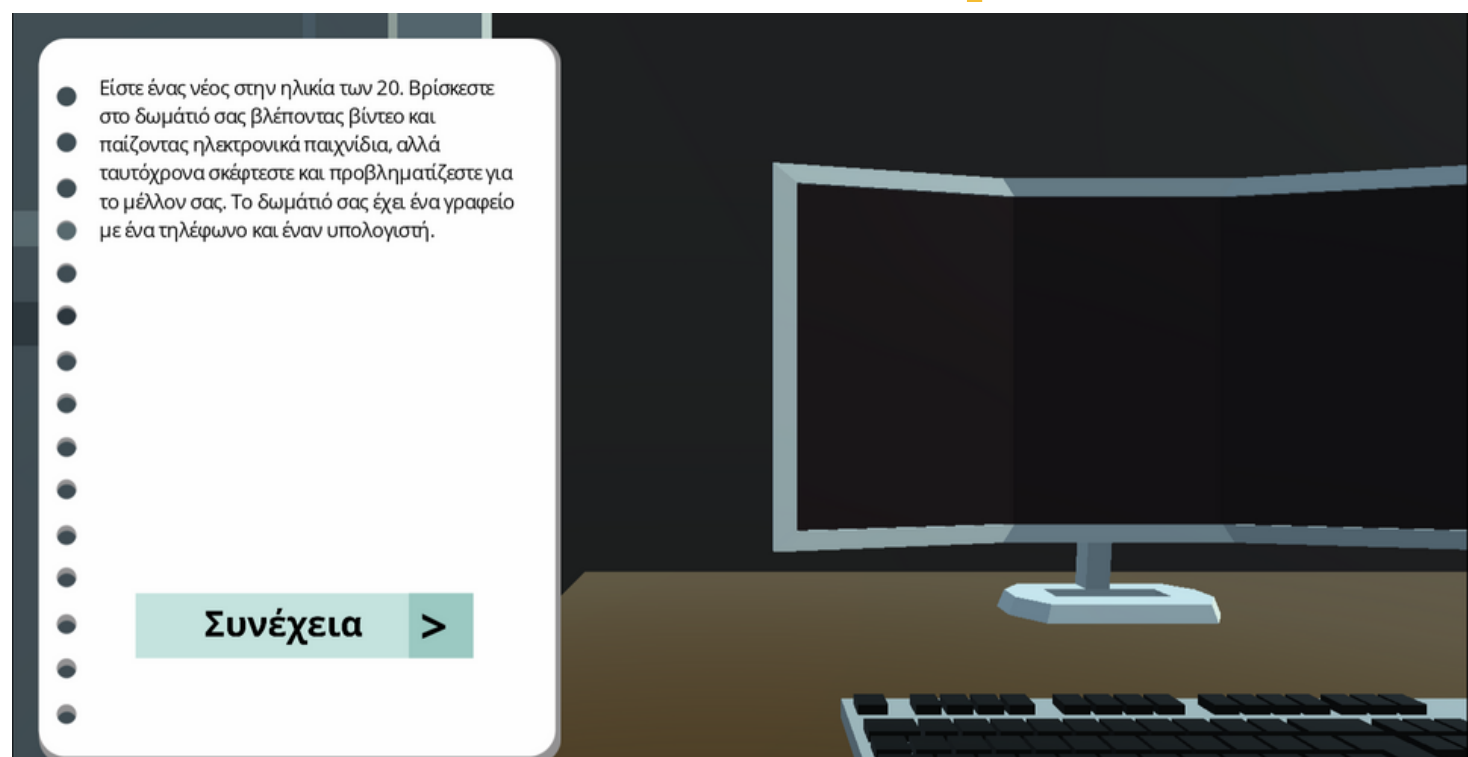 Είστε ένας νέος στην ηλικία των 20. Βρίσκεστε
στο δωμάτιό σας βλέποντας βίντεο και
παίζοντας ηλεκτρονικά παιχνίδια, αλλά
ταυτόχρονα σκέφτεστε και προβληματίζεστε για
το μέλλον σας. Το δωμάτιό σας έχει ένα γραφείο
με ένα τηλέφωνο και έναν υπολογιστή.
Συνέχεια >